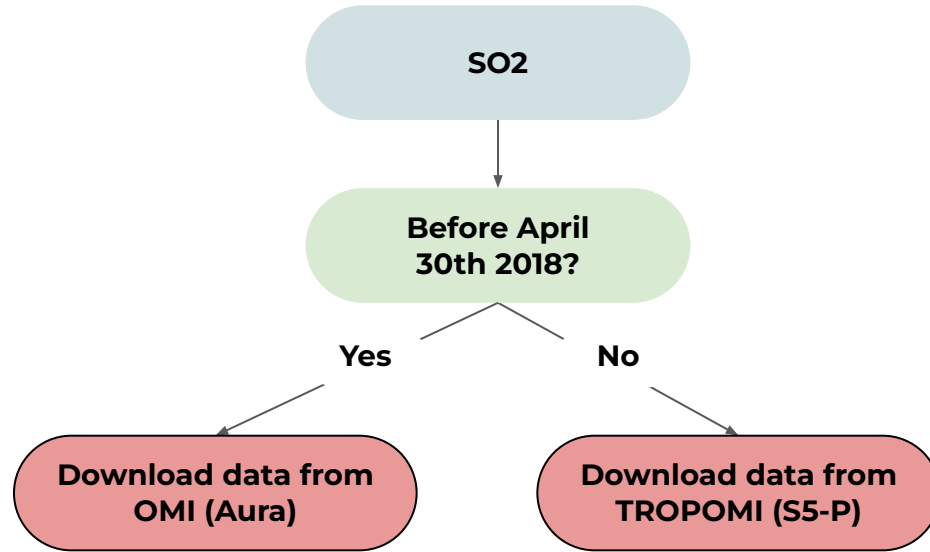 SO2
Before April
30th 2018?
Yes
No
Download data from
OMI (Aura)
Download data from
TROPOMI (S5-P)